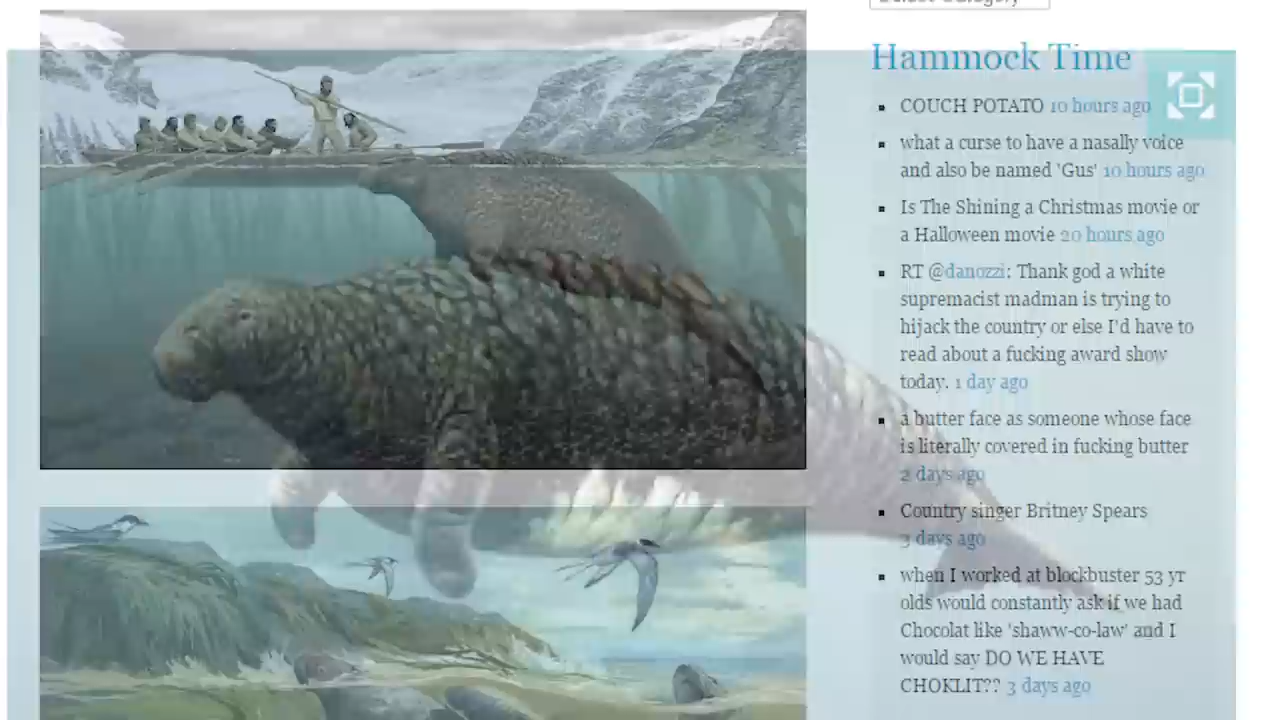 Hammock Time
COUCH POTATO 10 hours ago
what a curse to have a nasally voice
and also be named 'Gus' 10 hours ago
Is The Shining a Christmas movie or
a Halloween movie 20 hours ago
RT @danozzi: Thank god a white
supremacist madman is trying to
hijack the country or else I'd have to
read about a fucking award show
today. 1 day ago
a butter face as someone whose face
is literally covered in fucking butter
2 days ago
Country singer Britney Spears
3 days ago
when I worked at blockbuster 53 yr
olds would constantly ask if we had
Chocolat like 'shaww-co-law' and I
would say DO WE HAVE
CHOKLIT?? 3 days ago